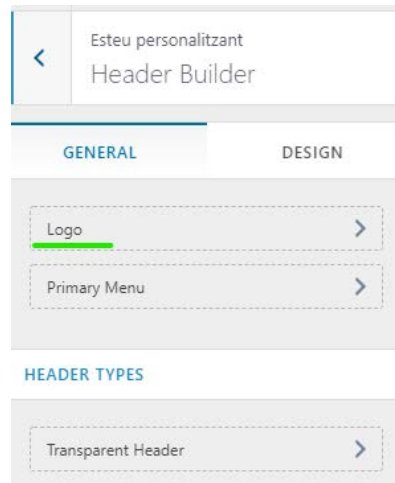 Esteu personalitzant
Header Builder
GENERAL
DESIGN
Logo
Primary Menu
HEADER TYPES
Transparent Header